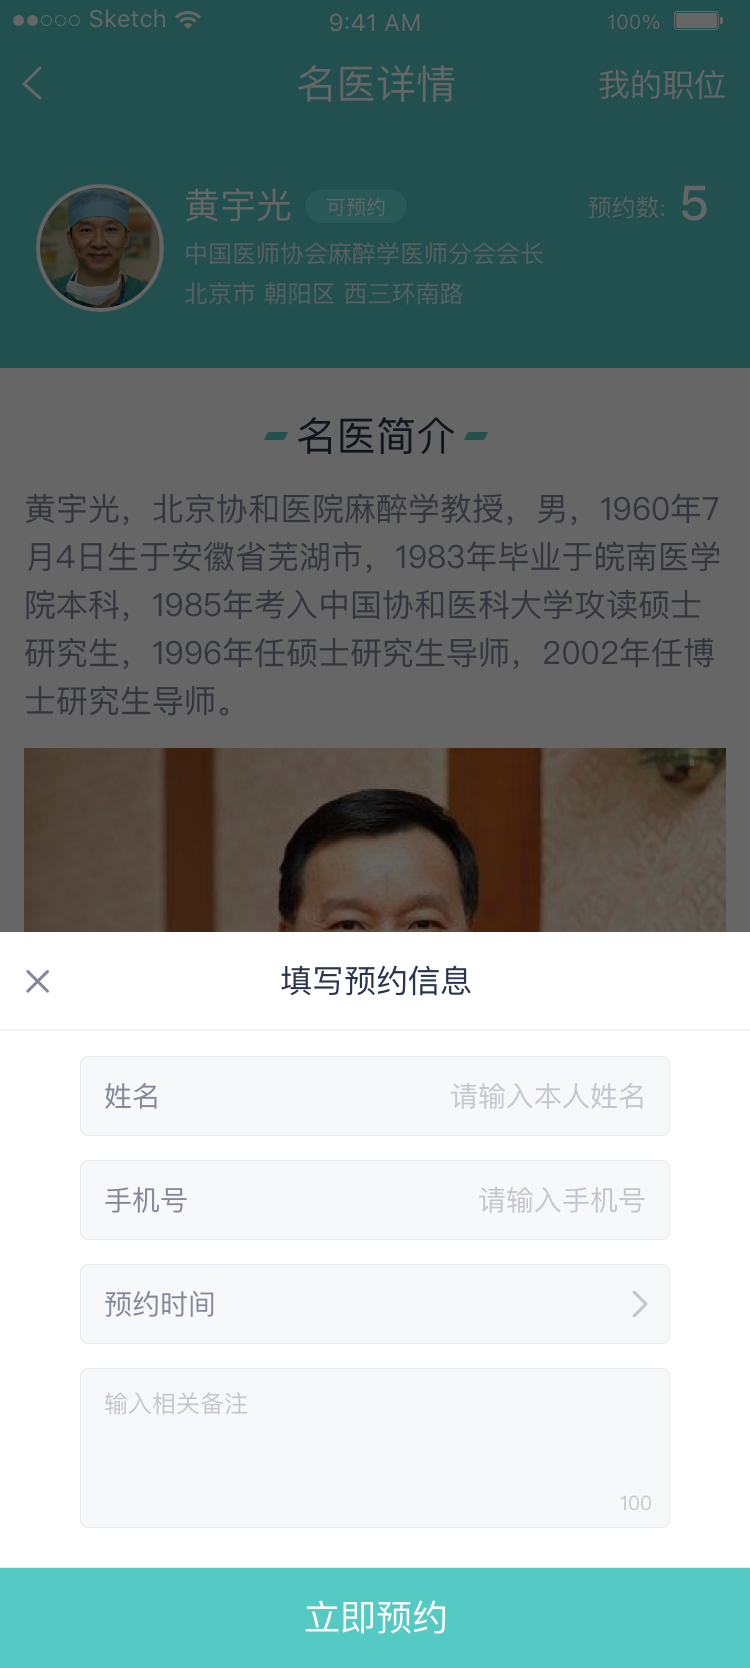 Sketch 9:41 AM 100%
名医详情 我的职位
黄宇光 可预约 预约数: 5
中国医师协会麻醉学医师分会会长
北京市 朝阳区 西三环南路
名医简介
黄宇光，北京协和医院麻醉学教授，男，1960年7
月4日生于安徽省芜湖市，1983年毕业于皖南医学
院本科，1985年考入中国协和医科大学攻读硕士
研究生，1996年任硕士研究生导师，2002年任博
士研究生导师。
填写预约信息
姓名 请输入本人姓名
手机号 请输入手机号
预约时间
输入相关备注
100
立即预约